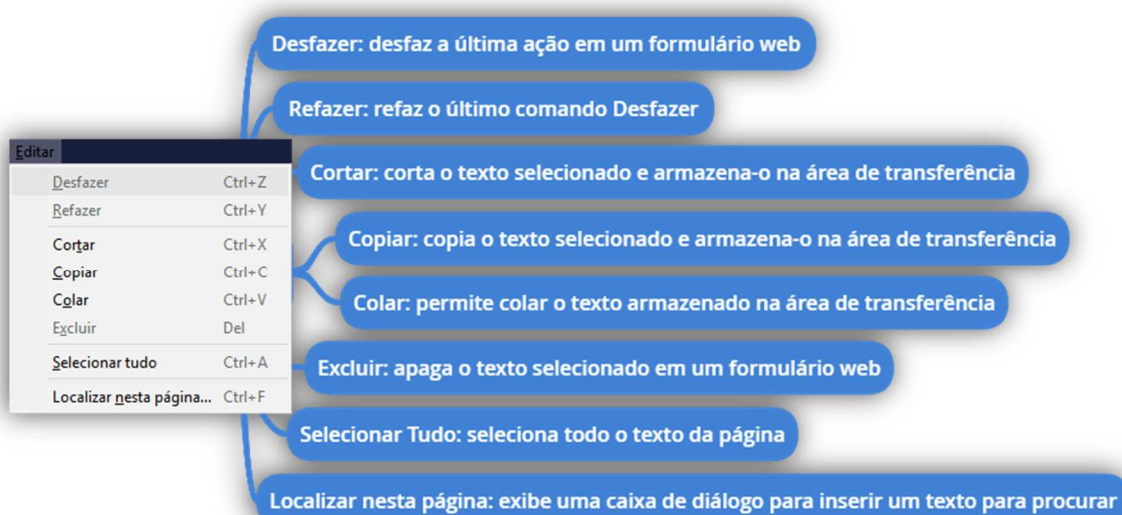 Desfazer: desfaz a última ação em um formulário web
Refazer: refaz o último comando Desfazer
Cortar: corta o texto selecionado e armazena-o na área de transferência
Copiar: copia o texto selecionado e armazena-o na área de transferência
Colar: permite colar o texto armazenado na área de transferência
Excluir: apaga o texto selecionado em um formulário web
Selecionar Tudo: seleciona todo o texto da página
Localizar nesta página: exibe uma caixa de diálogo para inserir um texto para procurar
Editar
Desfazer Ctrl+Z
Refazer Ctrl+Y
Cortar Ctrl+X
Copiar Ctrl+C
Colar Ctrl+V
Excluir Del
Selecionar tudo Ctrl+A
Localizar nesta página... Ctrl+F